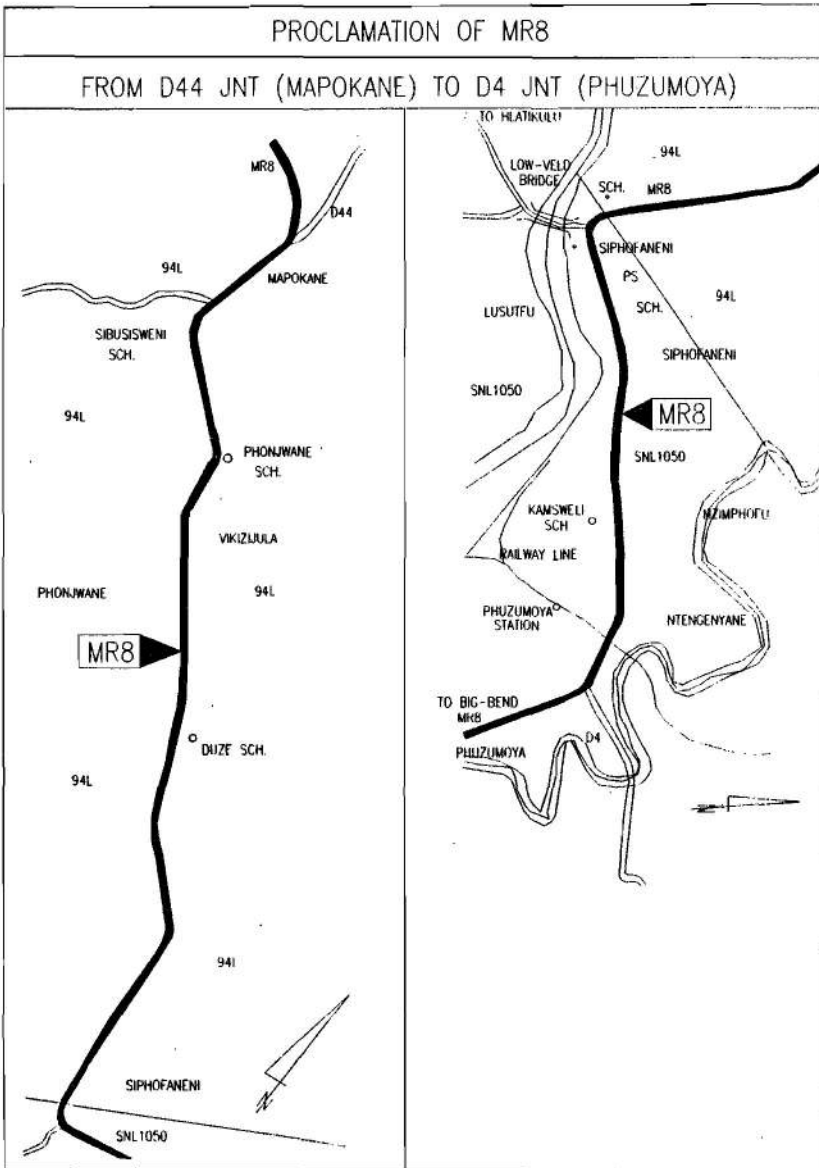 PROCLAMATION OF MR8
FROM D44 JNT (MAPOKANE) TO D4 JNT (PHUZUMOYA)
MR8
D44
94L
MAPOKANE
SIBUSISWENI
SCH.
94L
PHONJWANE
SCH.
VIKIZIJULA
PHONJWANE
94L
MR8
DUZE SCH.
94L
94L
N
SIPHOFANENI
SNL1050
TO HLATIKULU
94L
LOW-VELD
BRIDGE
SCH.
MR8
SIPHOFANENI
PS
SCH.
94L
LUSUTFU
SIPHOFANENI
SNL1050
MR8
SNL1050
KAMSWELI
SCH
MZIMPHOFU
RAILWAY LINE
PHUZUMOYA
STATION
NTENGENYANE
TO BIG-BEND
MR8
D4
PHUZUMOYA
N